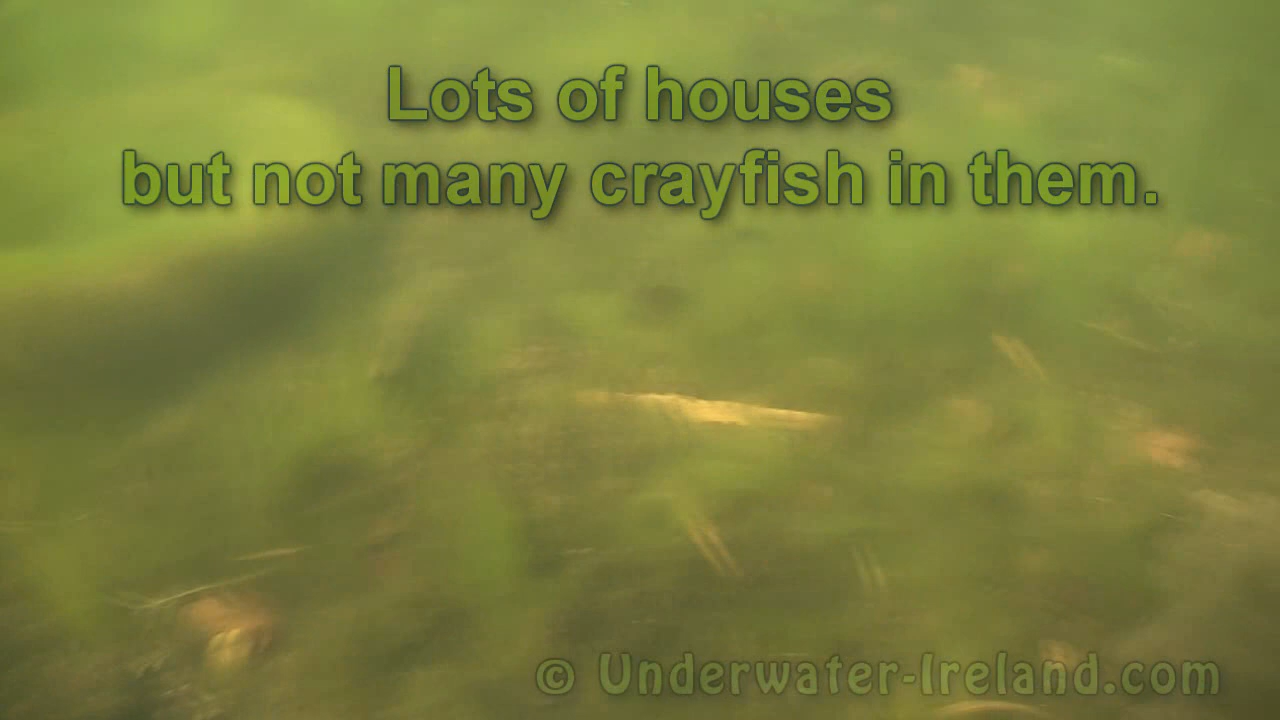 Lots of houses
but not many crayfish in them.
© Underwater-Ireland.com